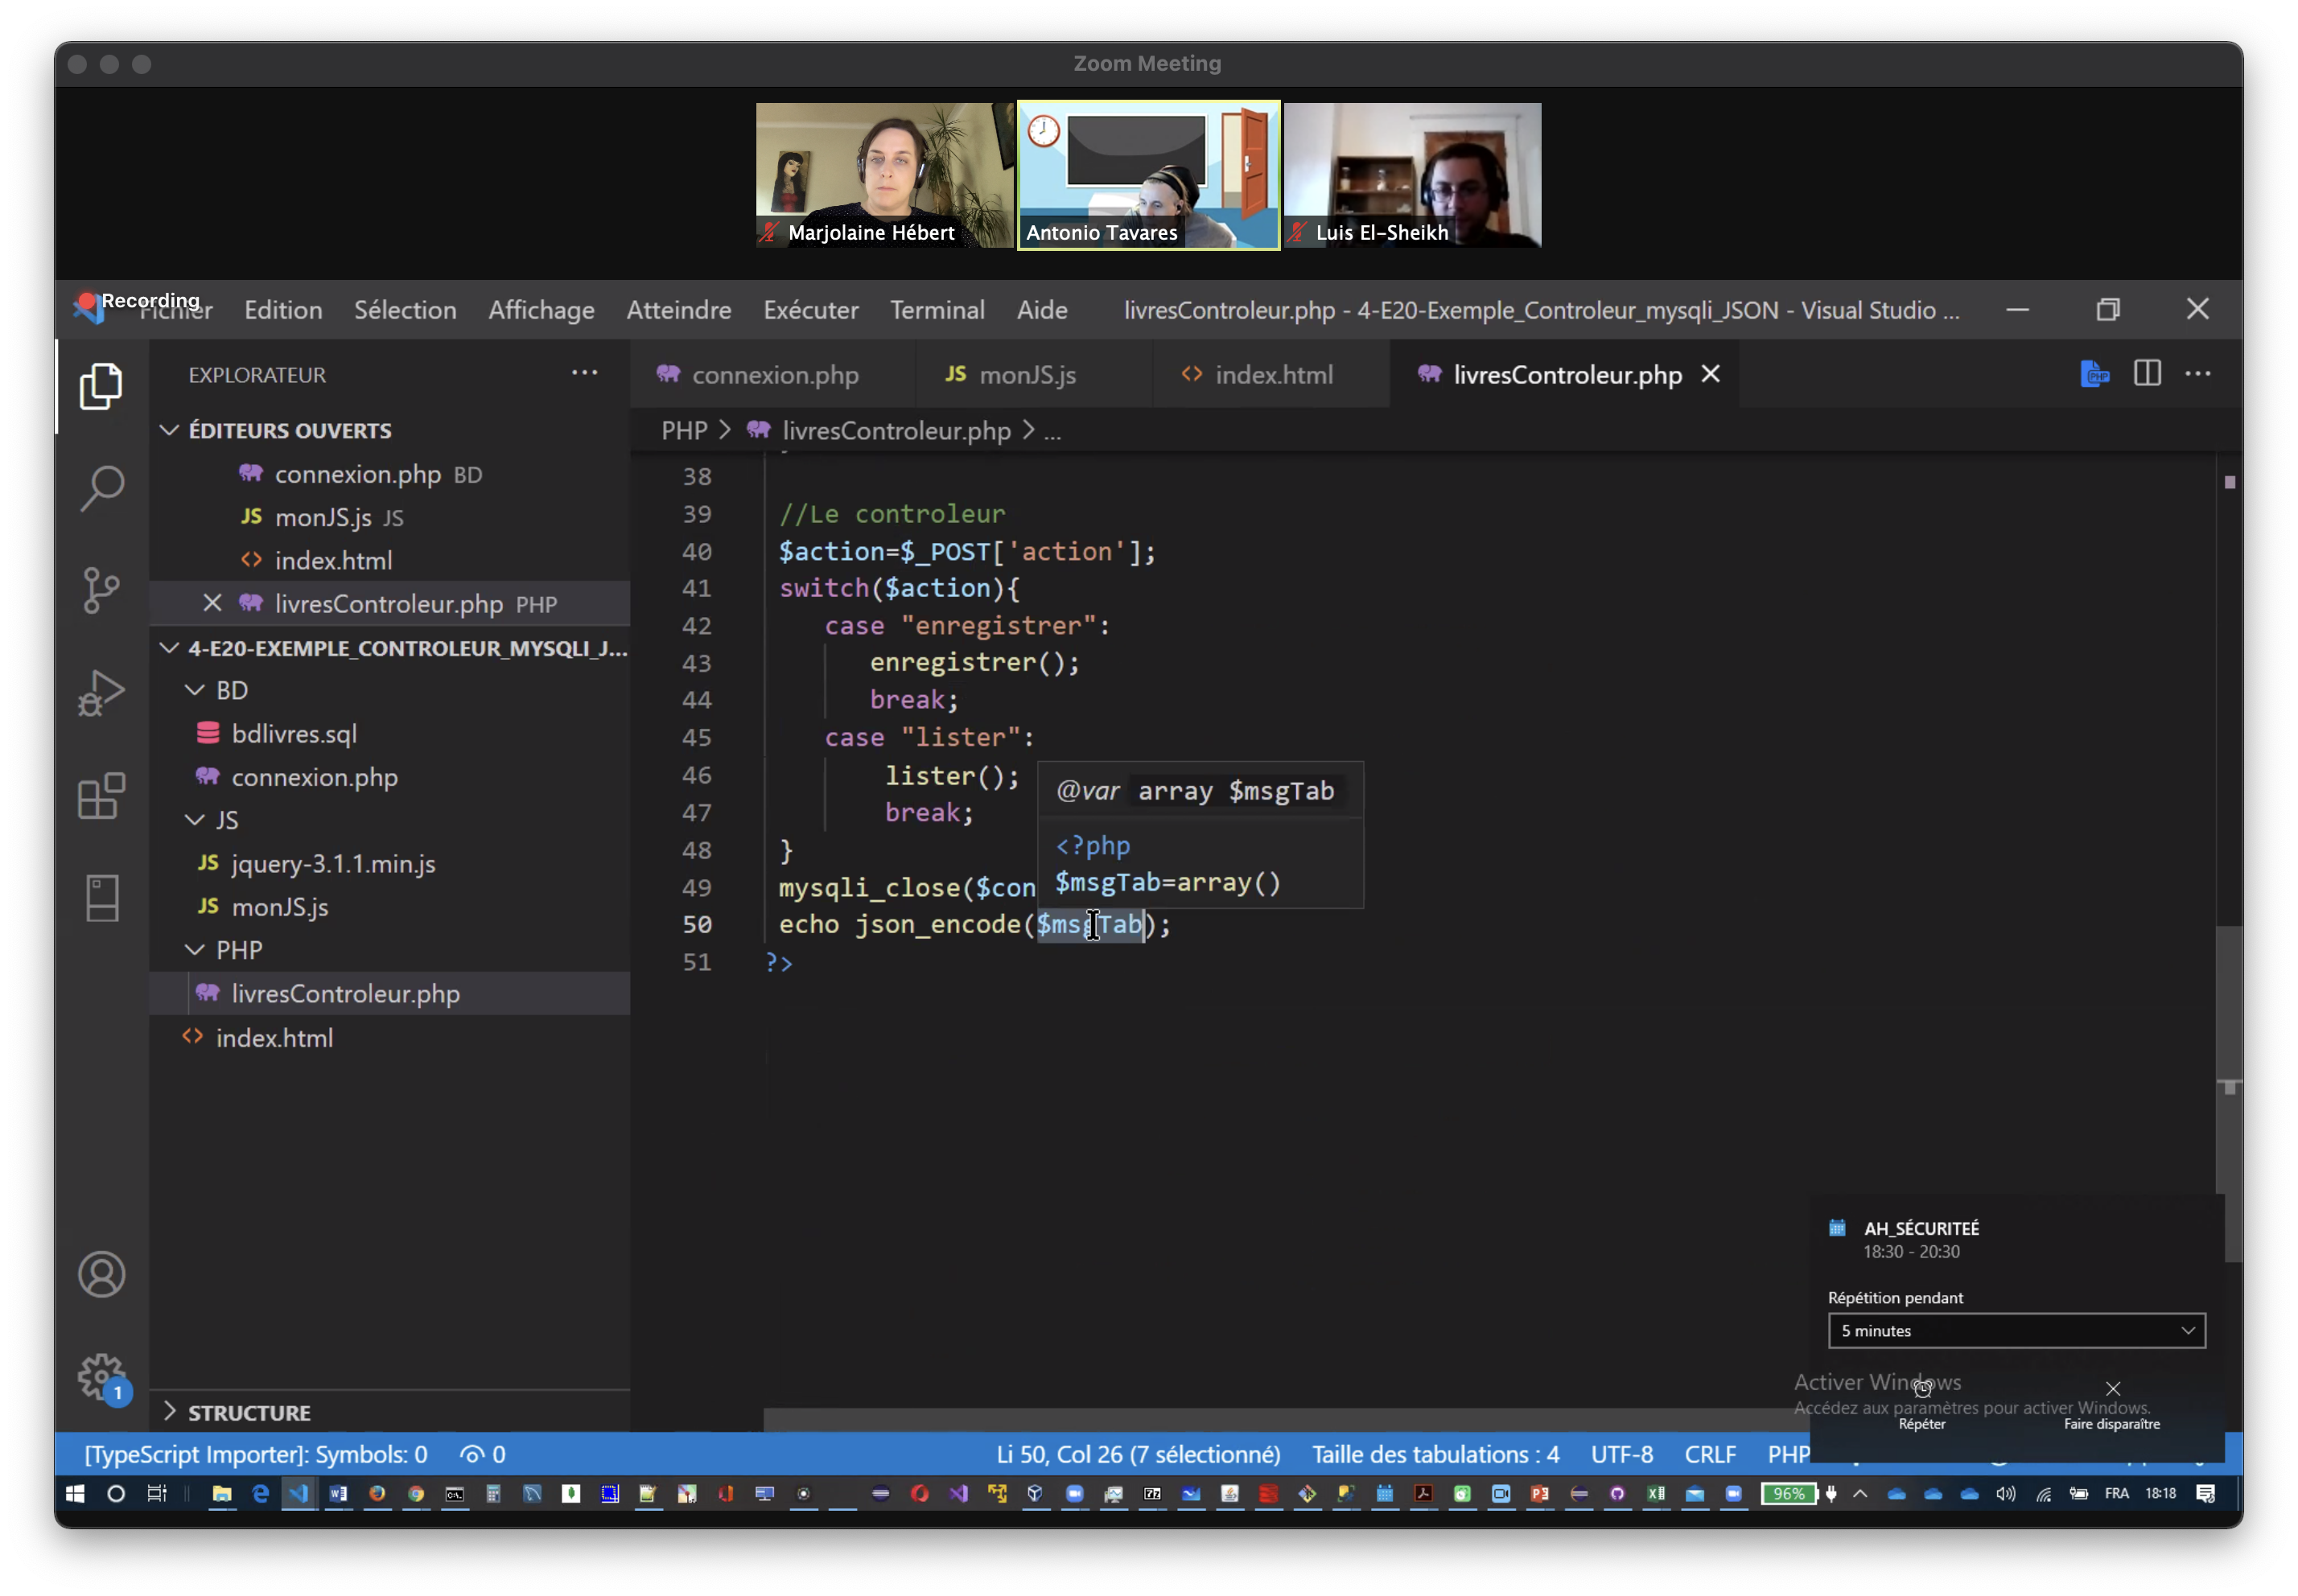 Zoom Meeting
Marjolaine Hébert
Antonio Tavares
Luis El-Sheikh
Recording
Fichier Edition Sélection Affichage Atteindre Exécuter Terminal Aide livresControleur.php - 4-E20-Exemple_Controleur_mysqli_JSON - Visual Studio ...
EXPLORATEUR
connexion.php
JS monJS.js
<> index.html
livresControleur.php
ÉDITEURS OUVERTS
connexion.php BD
JS monJS.js JS
<> index.html
livresControleur.php PHP
4-E20-EXEMPLE_CONTROLEUR_MYSQLI_J...
BD
bdlivres.sql
connexion.php
JS
JS jquery-3.1.1.min.js
JS monJS.js
PHP
livresControleur.php
<> index.html
STRUCTURE
PHP > livresControleur.php > ...
38
39 //Le controleur
40 $action=$_POST['action'];
41 switch($action){
42 case "enregistrer":
43 enregistrer();
44 break;
45 case "lister":
46 lister();
47 break;
48 }
49 mysqli_close($con
50 echo json_encode($msgTab);
51 ?>
@var array $msgTab
<?php
$msgTab=array()
AH_SÉCURITEÉ
18:30 - 20:30
Répétition pendant
5 minutes
Activer Windows
Accédez aux paramètres pour activer Windows.
Répéter
Faire disparaître
1
[TypeScript Importer]: Symbols: 0 0
Li 50, Col 26 (7 sélectionné) Taille des tabulations : 4 UTF-8 CRLF PHP
96% FRA 18:18